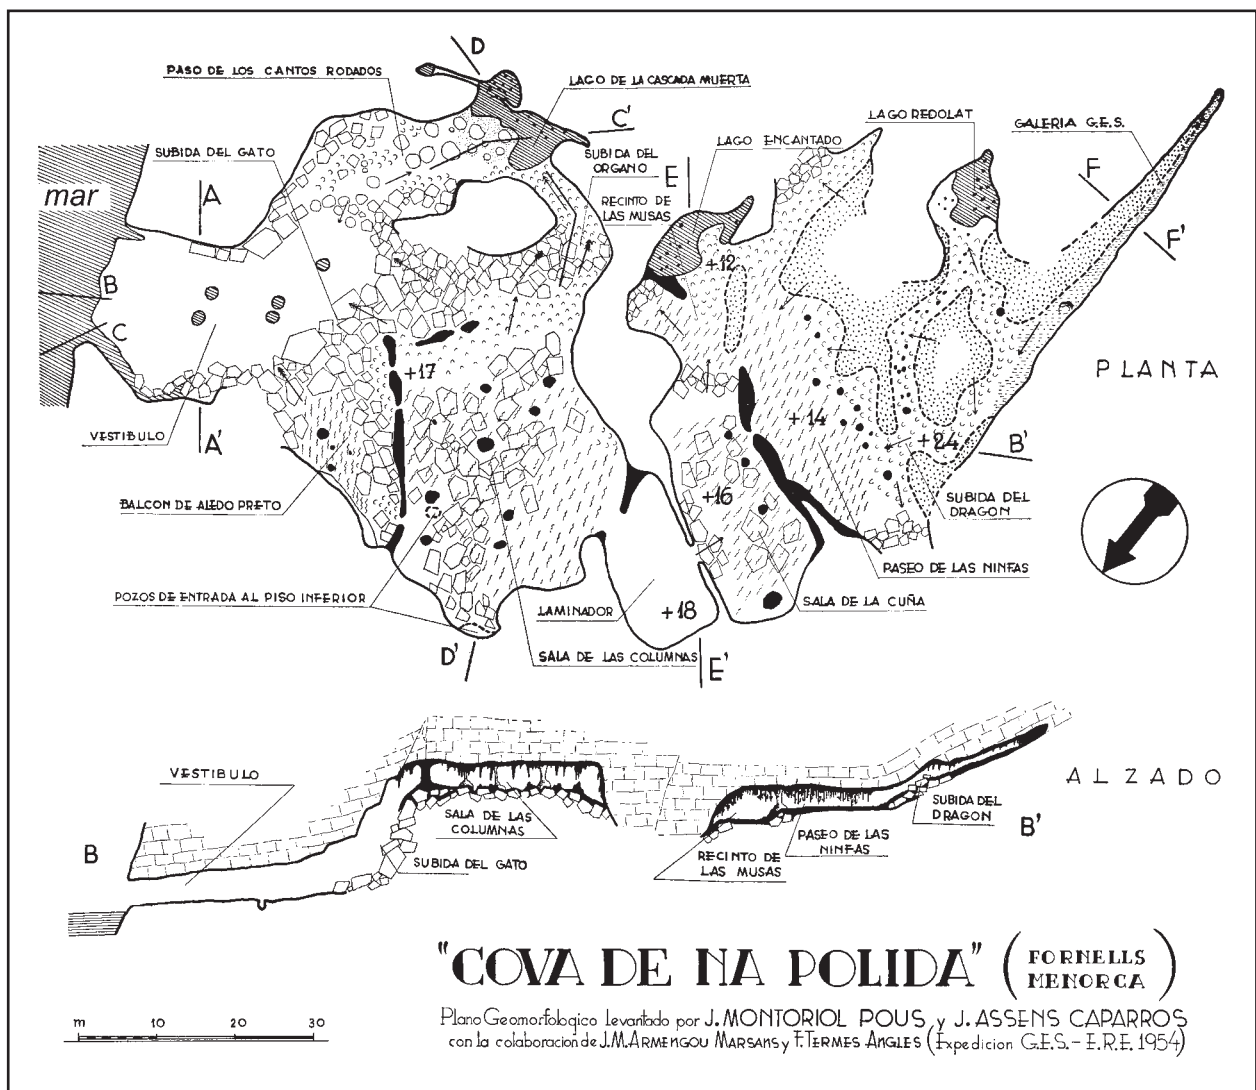 D
PASO DE LOS CANTOS RODADOS
LAGO DE LA CASCADA MUERTA
C'
LAGO REDOLAT
GALERIA G.E.S.
SUBIDA DEL GATO
SUBIDA DEL
ORGANO
LAGO ENCANTADO
mar
A
E
F
RECINTO DE
LAS MUSAS
F'
+12
B
C
PLANTA
+17
VESTIBULO
A'
+14
+24
B'
BALCON DE ALEDO PRETO
+16
SUBIDA DEL
DRAGON
PASEO DE LAS NINFAS
POZOS DE ENTRADA AL PISO INFERIOR
LAMINADOR
+18
SALA DE LA CUÑA
D'
SALA DE LAS COLUMNAS
E'
VESTIBULO
ALZADO
SALA DE LAS
COLUMNAS
SUBIDA DEL
DRAGON
B
B'
SUBIDA DEL GATO
PASEO DE LAS
NINFAS
RECINTO DE
LAS MUSAS
"COVA DE NA POLIDA" (FORNELLS
MENORCA)
m 10 20 30
Plano Geomorfologico levantado por J. MONTORIOL POUS y J. ASSENS CAPARROS
con la colaboracion de J.M. ARMENGOU MARSANS y F. TERMES ANGLES (Expedicion G.E.S. - E.R.E. 1954)